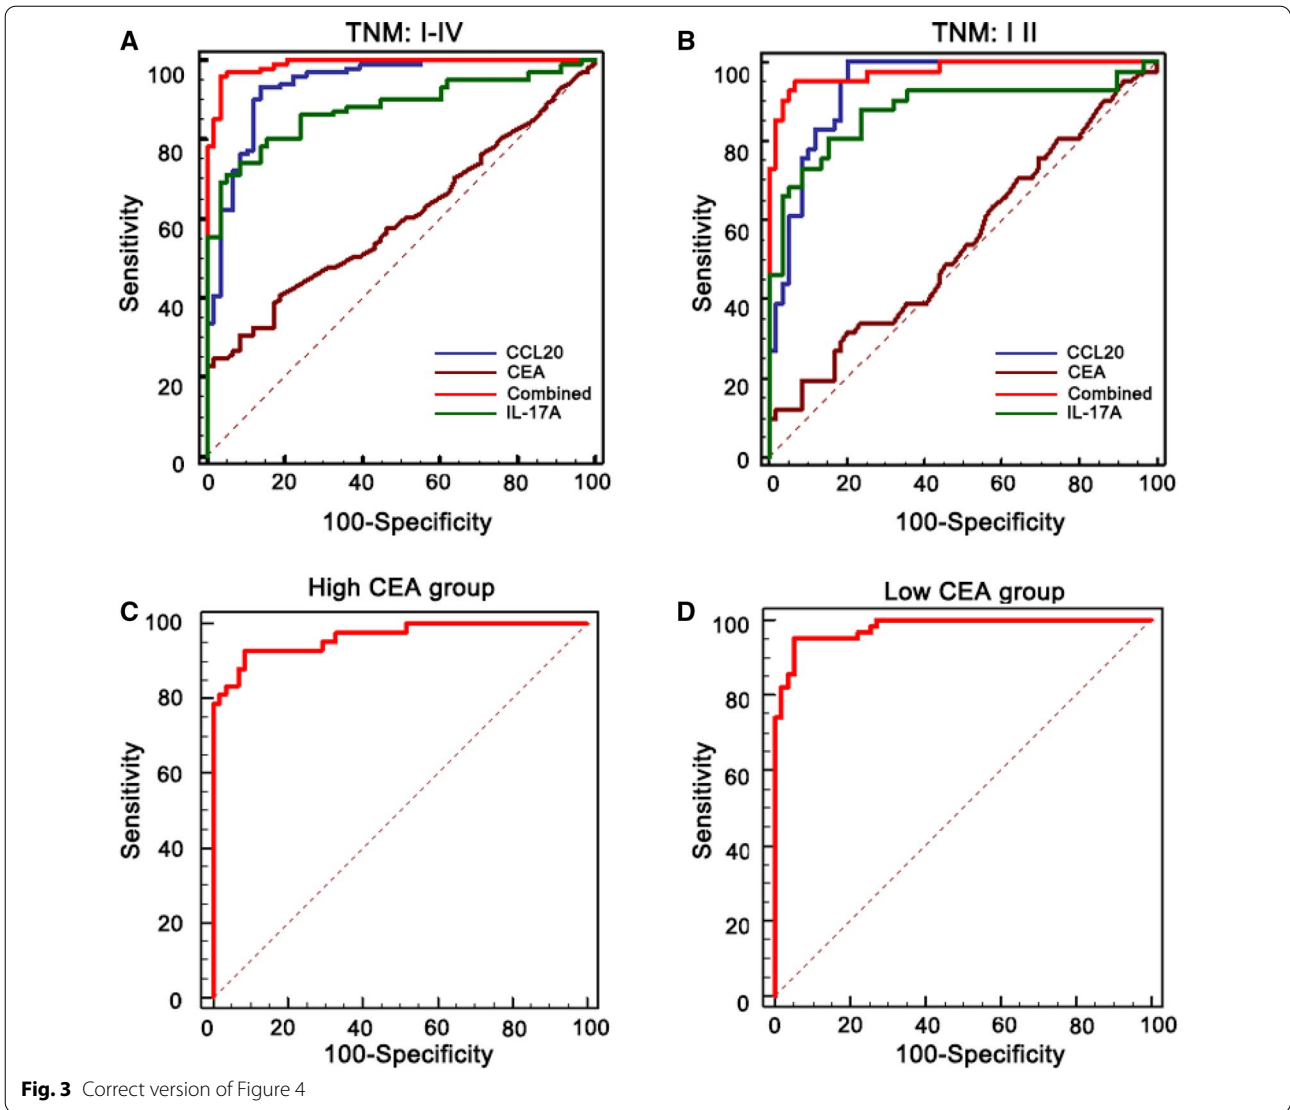 A
TNM: I-IV
100
80
60
40
20
0
Sensitivity
CCL20
CEA
Combined
IL-17A
0 20 40 60 80 100
100-Specificity
B
TNM: I II
100
80
60
40
20
0
Sensitivity
CCL20
CEA
Combined
IL-17A
0 20 40 60 80 100
100-Specificity
C
High CEA group
100
80
60
40
20
0
Sensitivity
0 20 40 60 80 100
100-Specificity
D
Low CEA group
100
80
60
40
20
0
Sensitivity
0 20 40 60 80 100
100-Specificity
Fig. 3 Correct version of Figure 4